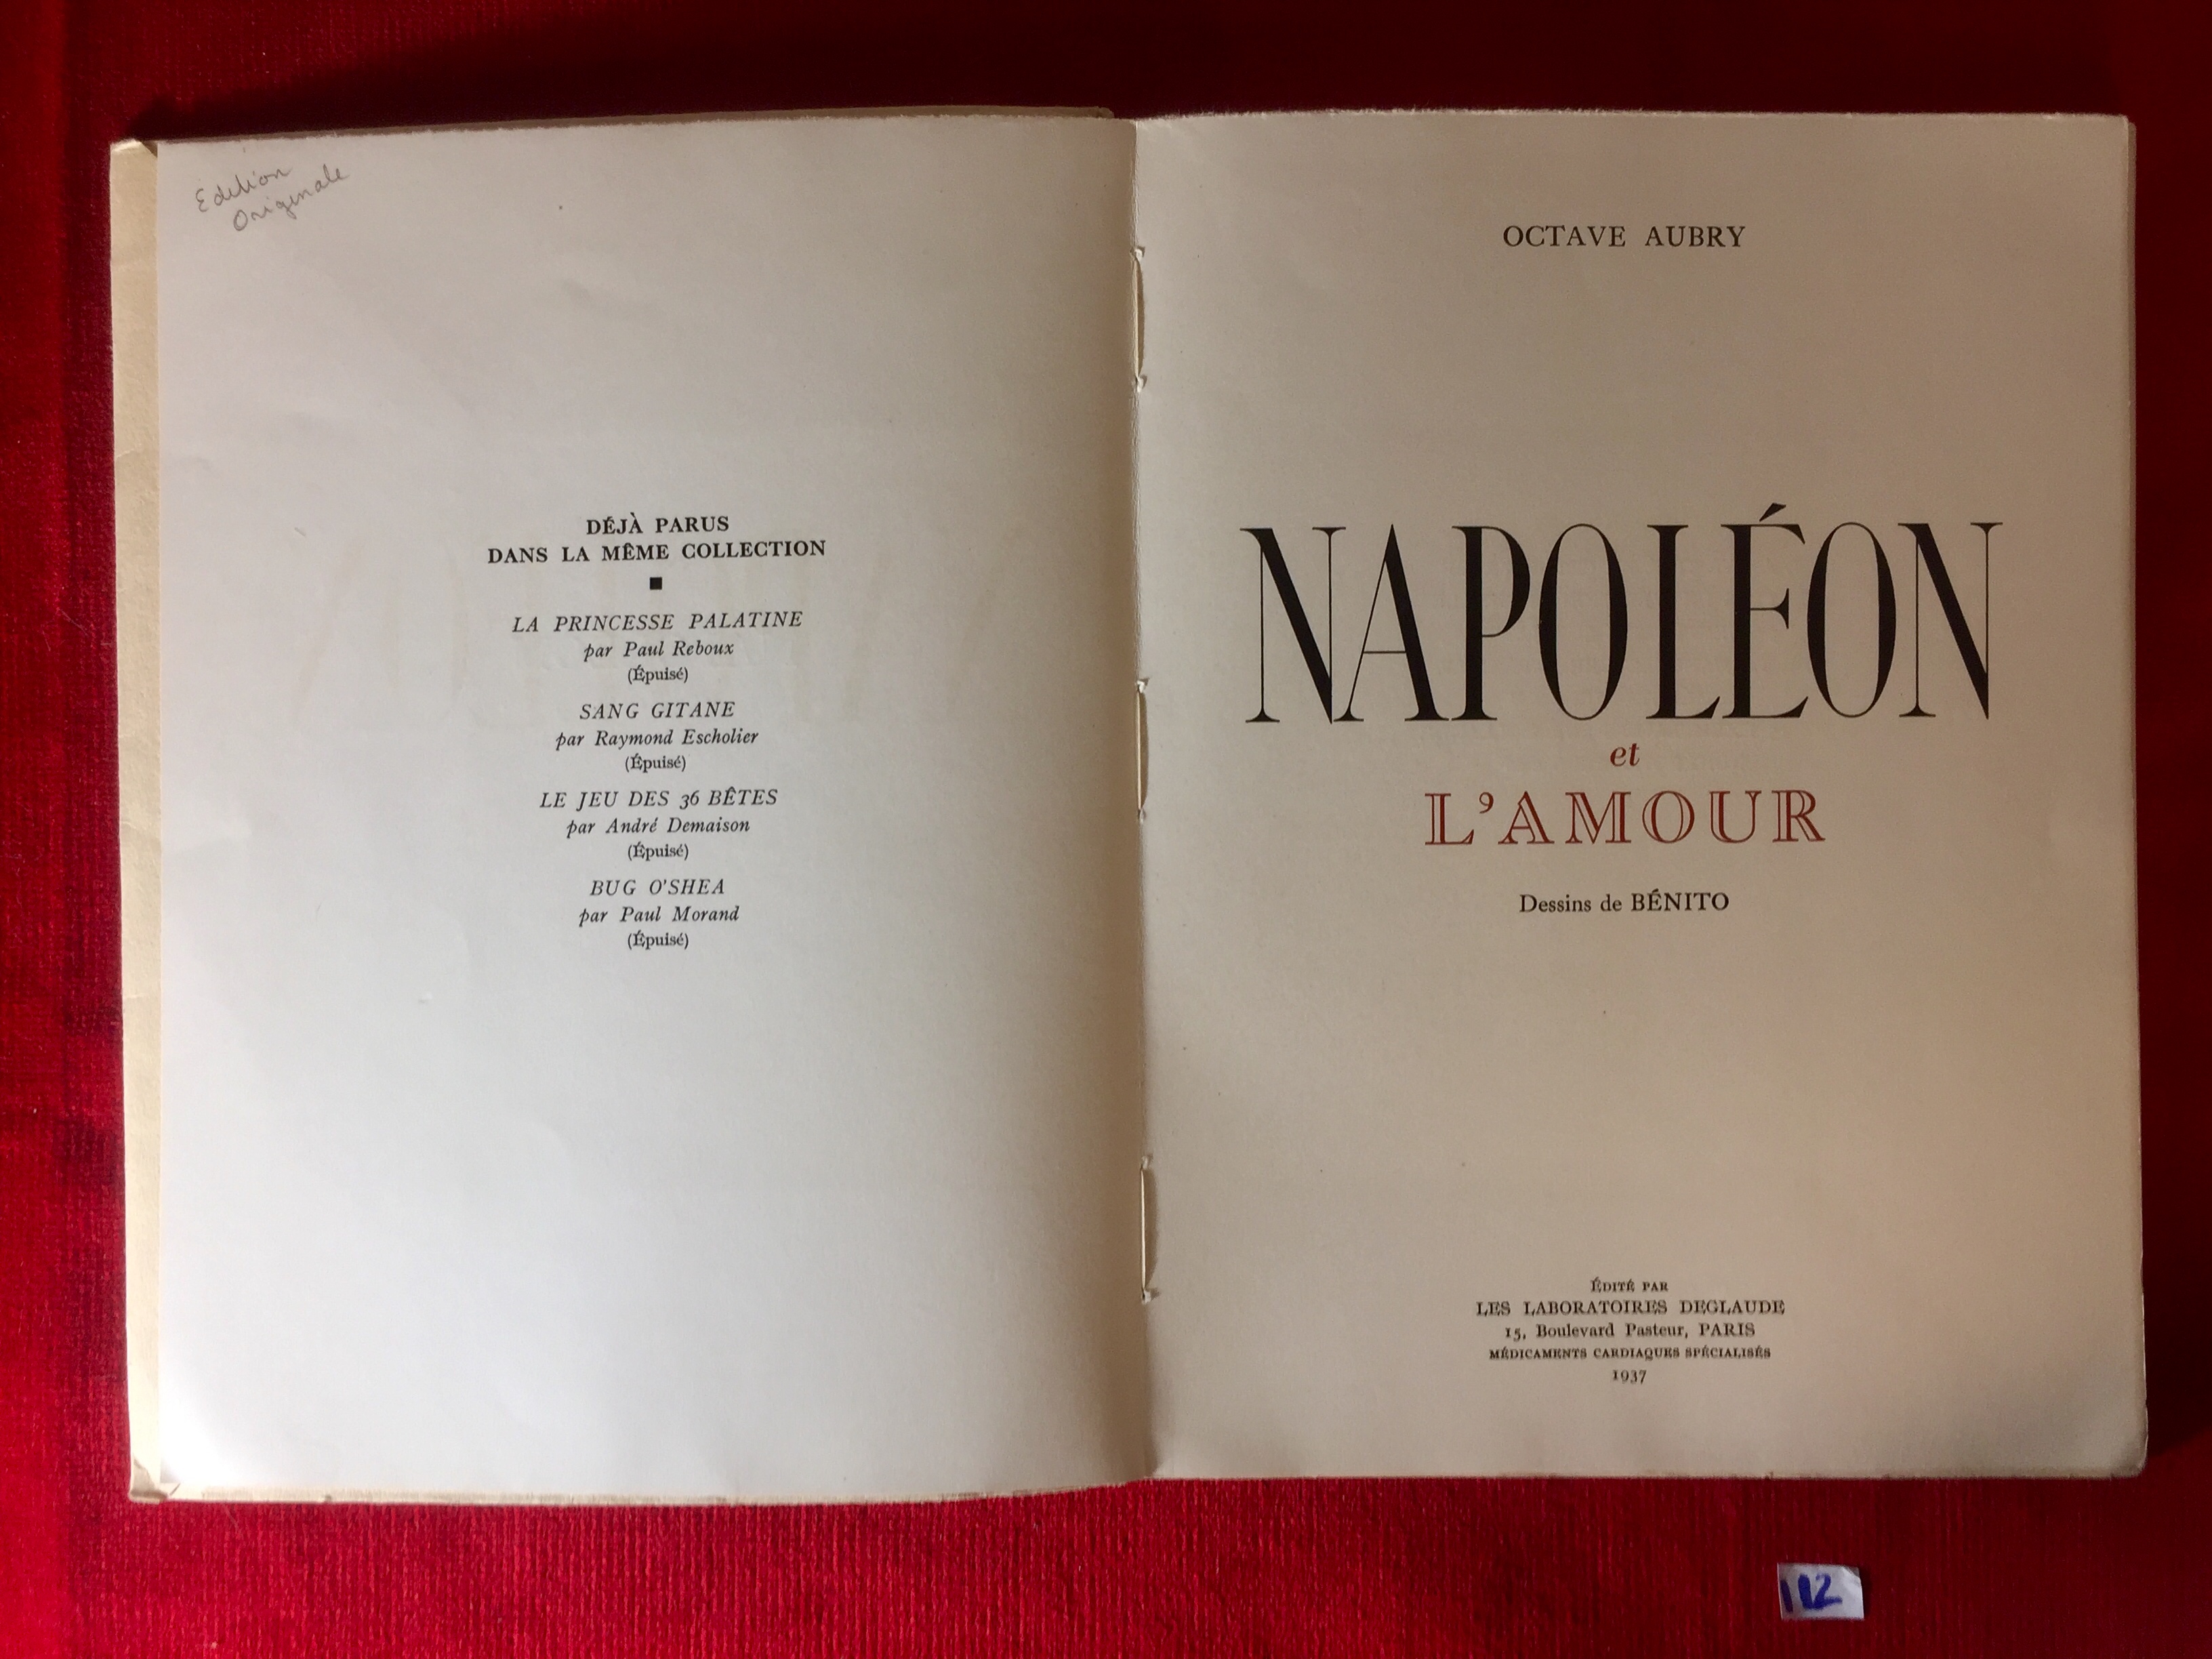 Edition
Originale
DÉJÀ PARUS
DANS LA MÊME COLLECTION
LA PRINCESSE PALATINE
par Paul Reboux
(Épuisé)
SANG GITANE
par Raymond Escholier
(Épuisé)
LE JEU DES 36 BÊTES
par André Demaison
(Épuisé)
BUG O'SHEA
par Paul Morand
(Épuisé)
OCTAVE AUBRY
NAPOLÉON
et
L'AMOUR
Dessins de BÉNITO
ÉDITÉ PAR
LES LABORATOIRES DEGLAUDE
15, Boulevard Pasteur, PARIS
MÉDICAMENTS CARDIAQUES SPÉCIALISÉS
1937
112